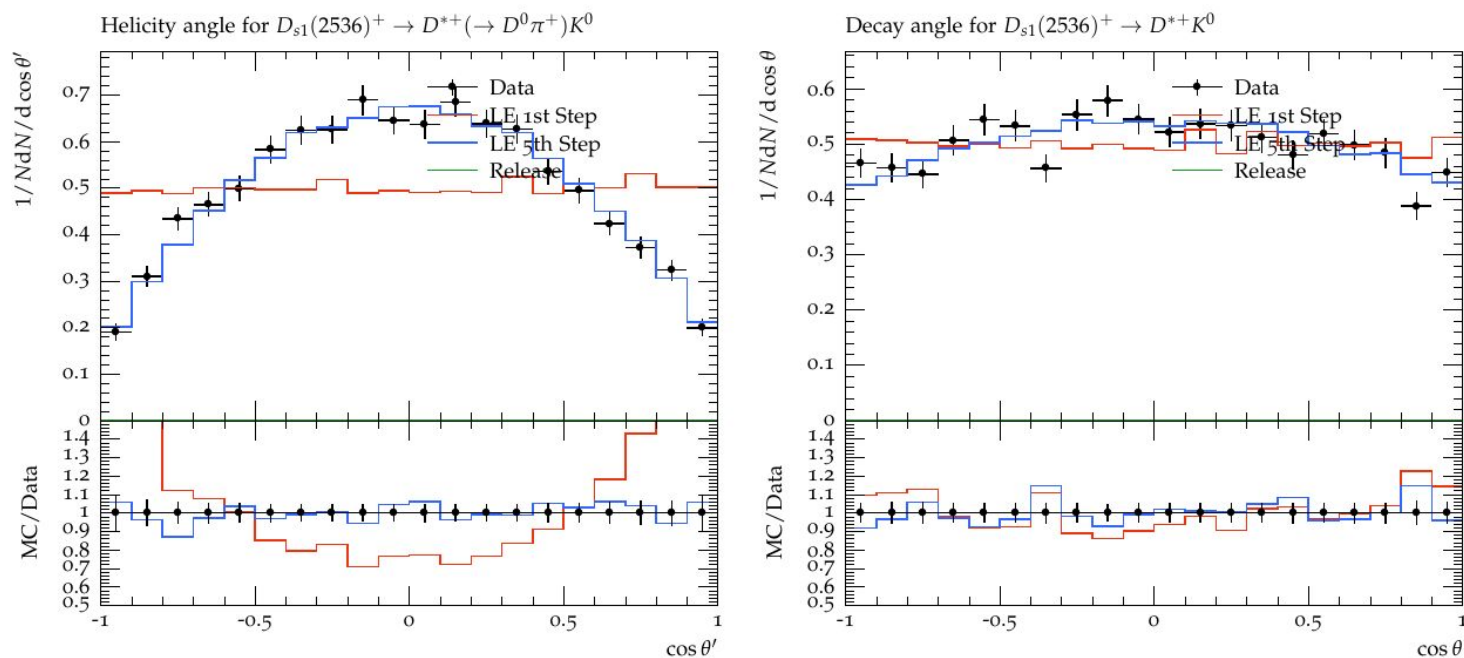 Helicity angle for D_{s1}(2536)^+ → D^{*+}(→ D^0π^+)K^0
1/NdN/d cos θ′
0.7
0.6
0.5
0.4
0.3
0.2
0.1
0
Data
LE 1st Step
LE 5th Step
Release
MC/Data
1.4
1.3
1.2
1.1
1
0.9
0.8
0.7
0.6
0.5
-1 -0.5 0 0.5 1
cos θ′
Decay angle for D_{s1}(2536)^+ → D^{*+}K^0
1/NdN/d cos θ
0.6
0.5
0.4
0.3
0.2
0.1
0
Data
LE 1st Step
LE 5th Step
Release
MC/Data
1.4
1.3
1.2
1.1
1
0.9
0.8
0.7
0.6
0.5
-1 -0.5 0 0.5 1
cos θ